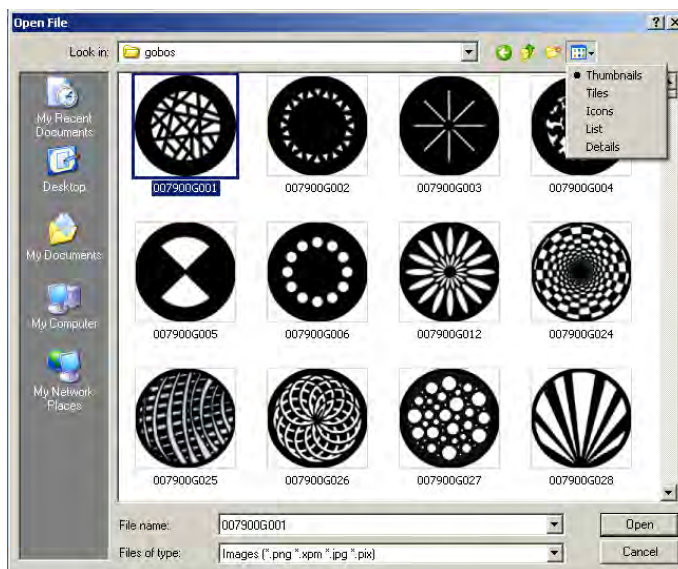 Open File
Look in:
gobos
Thumbnails
Tiles
Icons
List
Details
My Recent
Documents
Desktop
My Documents
My Computer
My Network
Places
007900G001
007900G002
007900G003
007900G004
007900G005
007900G006
007900G012
007900G024
007900G025
007900G026
007900G027
007900G028
File name:
007900G001
Open
Files of type:
Images (*.png *.xpm *.jpg *.pix)
Cancel